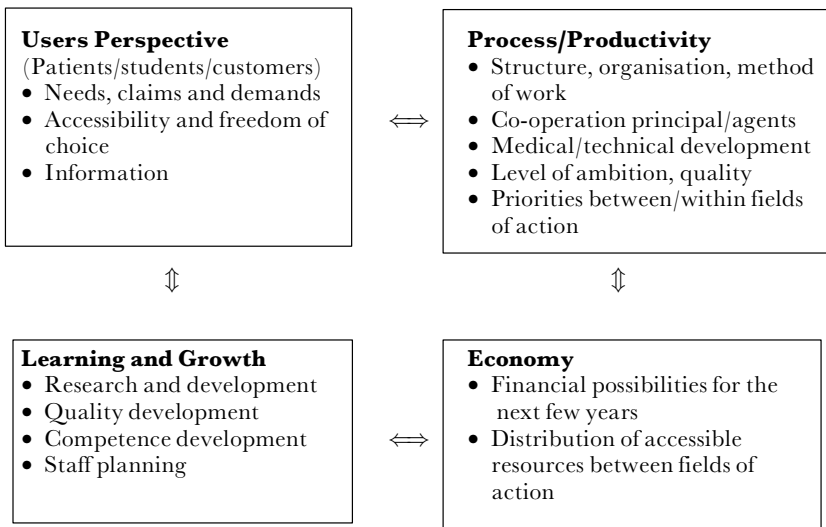 Users Perspective
(Patients/students/customers)
• Needs, claims and demands
• Accessibility and freedom of
choice
• Information
Process/Productivity
• Structure, organisation, method
of work
• Co-operation principal/agents
• Medical/technical development
• Level of ambition, quality
• Priorities between/within fields
of action
Learning and Growth
• Research and development
• Quality development
• Competence development
• Staff planning
Economy
• Financial possibilities for the
next few years
• Distribution of accessible
resources between fields of
action